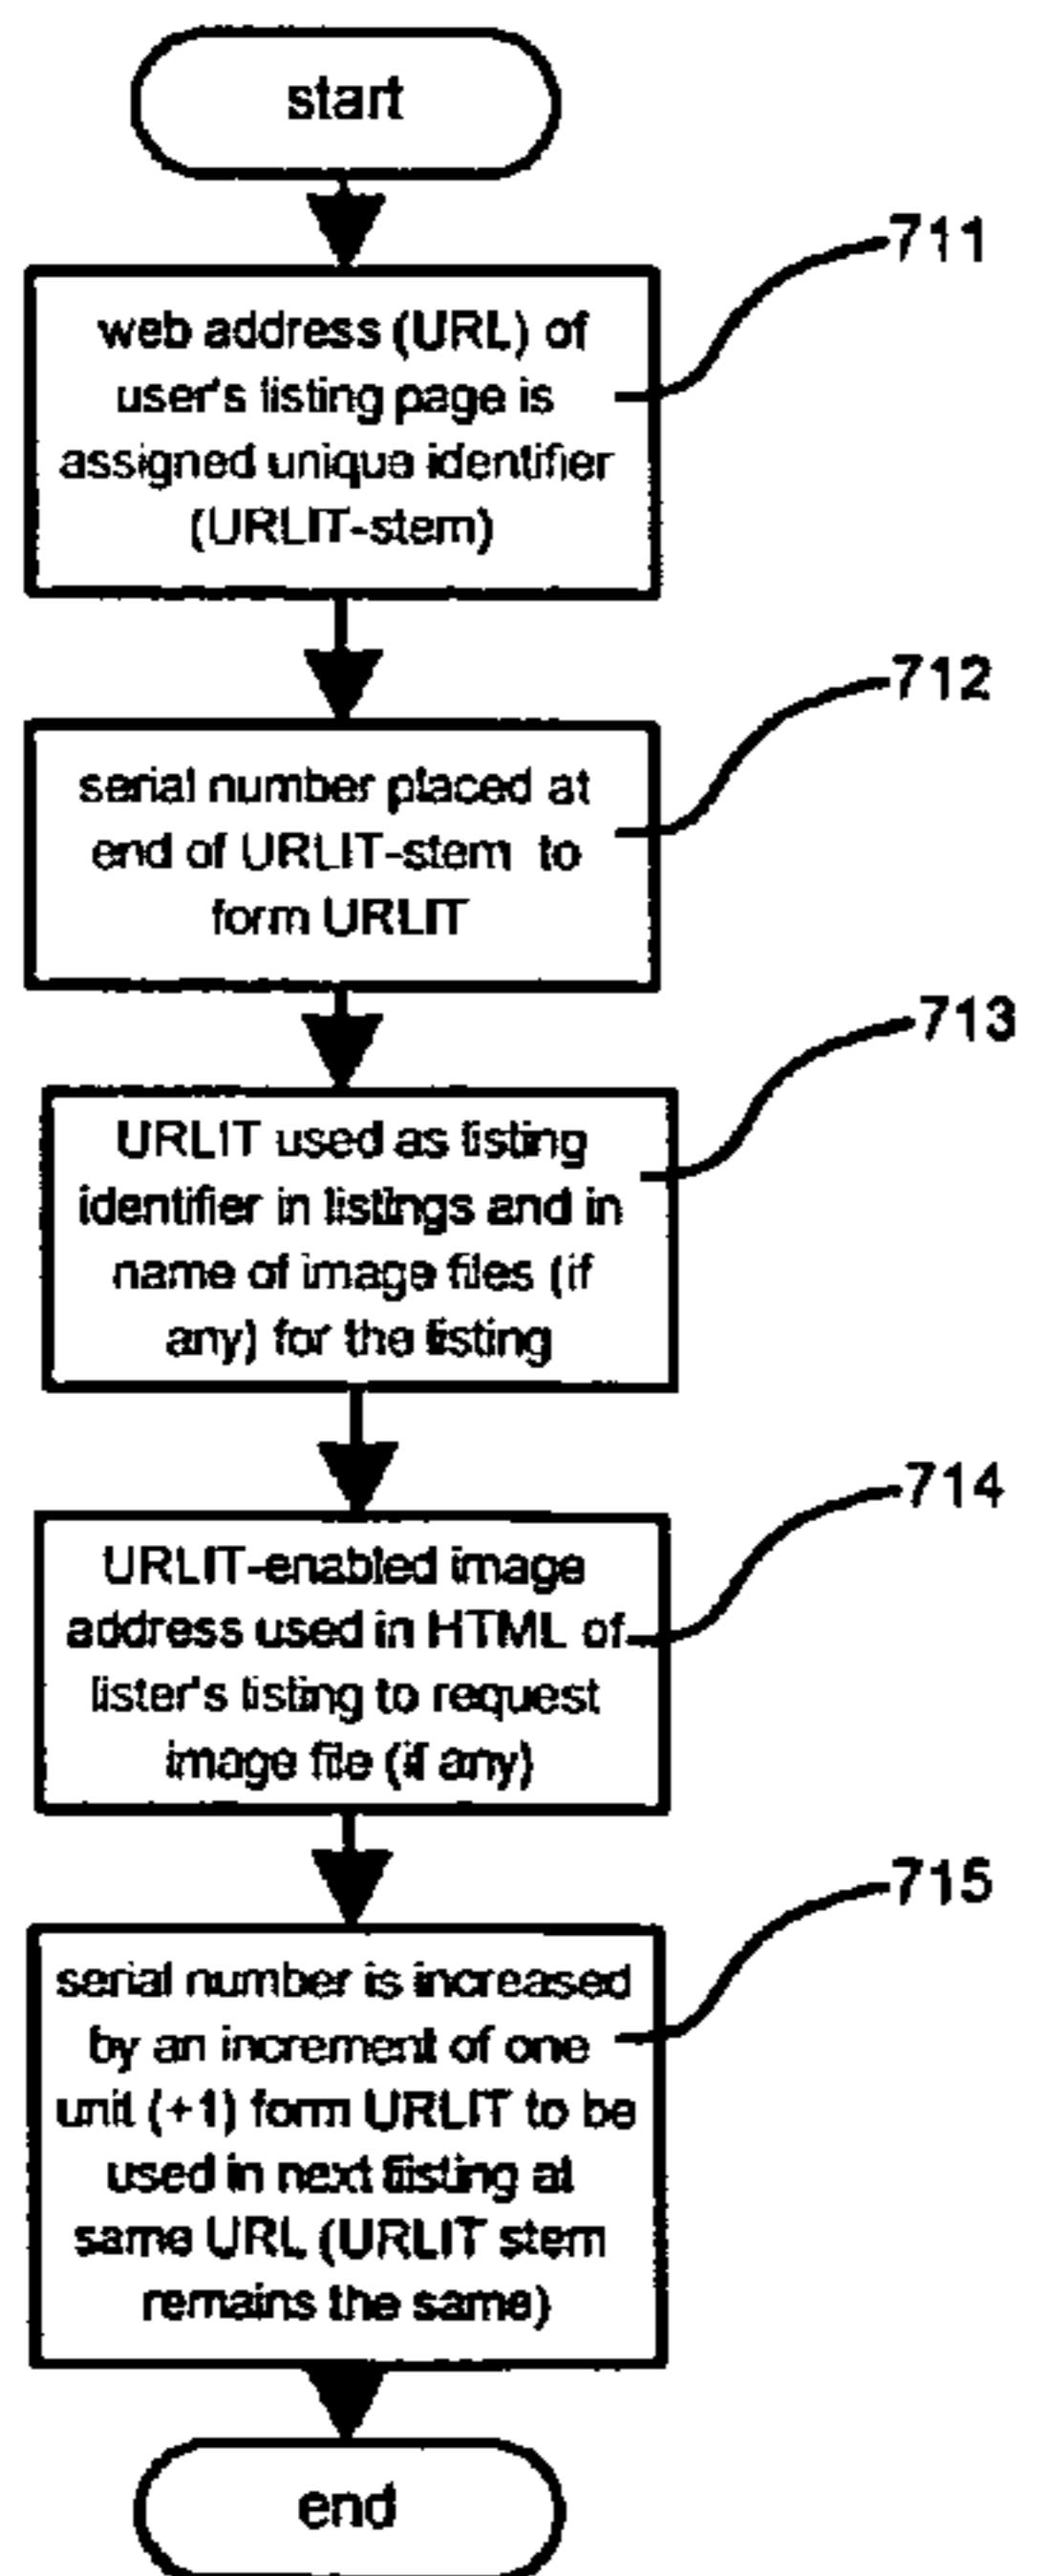 start
711
web address (URL) of
user's listing page is
assigned unique identifier
(URLIT-stem)
712
serial number placed at
end of URLIT-stem to
form URLIT
713
URLIT used as listing
identifier in listings and in
name of image files (if
any) for the listing
714
URLIT-enabled image
address used in HTML of
lister's listing to request
image file (if any)
715
serial number is increased
by an increment of one
unit (+1) form URLIT to be
used in next listing at
same URL (URLIT stem
remains the same)
end